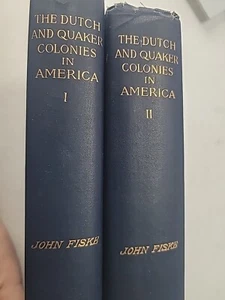 THE DUTCH
AND QUAKER
COLONIES
IN
AMERICA
I
JOHN FISKE
THE DUTCH
AND QUAKER
COLONIES
IN
AMERICA
II
JOHN FISKE